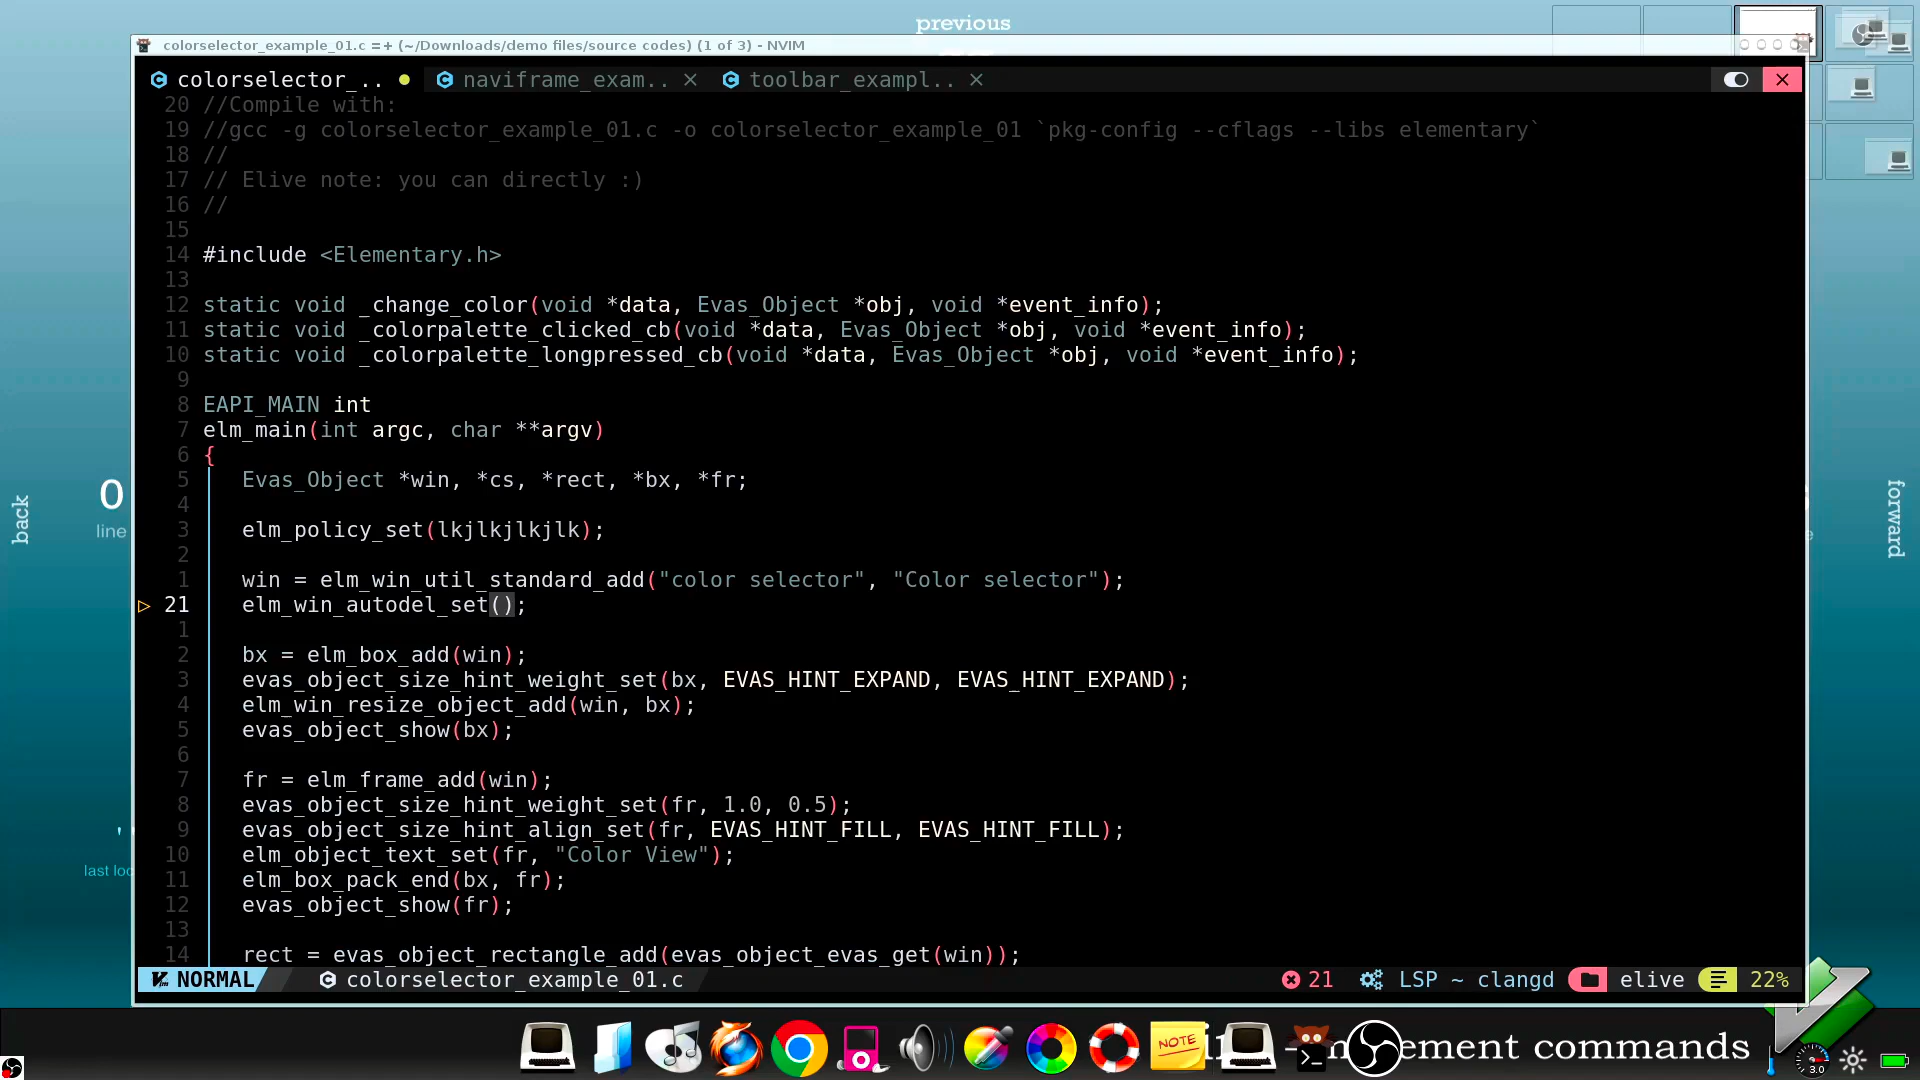 previous
colorselector_example_01.c =+ (~/Downloads/demo files/source codes) (1 of 3) - NVIM
colorselector_.. naviframe_exam.. toolbar_exampl..
20 //Compile with:
19 //gcc -g colorselector_example_01.c -o colorselector_example_01 `pkg-config --cflags --libs elementary`
18 //
17 // Elive note: you can directly :)
16 //
15
14 #include <Elementary.h>
13
12 static void _change_color(void *data, Evas_Object *obj, void *event_info);
11 static void _colorpalette_clicked_cb(void *data, Evas_Object *obj, void *event_info);
10 static void _colorpalette_longpressed_cb(void *data, Evas_Object *obj, void *event_info);
9
8 EAPI_MAIN int
7 elm_main(int argc, char **argv)
6 {
5 Evas_Object *win, *cs, *rect, *bx, *fr;
4
3 elm_policy_set(lkjlkjlkjlk);
2
1 win = elm_win_util_standard_add("color selector", "Color selector");
21 elm_win_autodel_set();
1
2 bx = elm_box_add(win);
3 evas_object_size_hint_weight_set(bx, EVAS_HINT_EXPAND, EVAS_HINT_EXPAND);
4 elm_win_resize_object_add(win, bx);
5 evas_object_show(bx);
6
7 fr = elm_frame_add(win);
8 evas_object_size_hint_weight_set(fr, 1.0, 0.5);
9 evas_object_size_hint_align_set(fr, EVAS_HINT_FILL, EVAS_HINT_FILL);
10 elm_object_text_set(fr, "Color View");
11 elm_box_pack_end(bx, fr);
12 evas_object_show(fr);
13
14 rect = evas_object_rectangle_add(evas_object_evas_get(win));
NORMAL colorselector_example_01.c 21 LSP ~ clangd elive 22%
back
0
line
last
forward
NOTE
ement commands
3.0